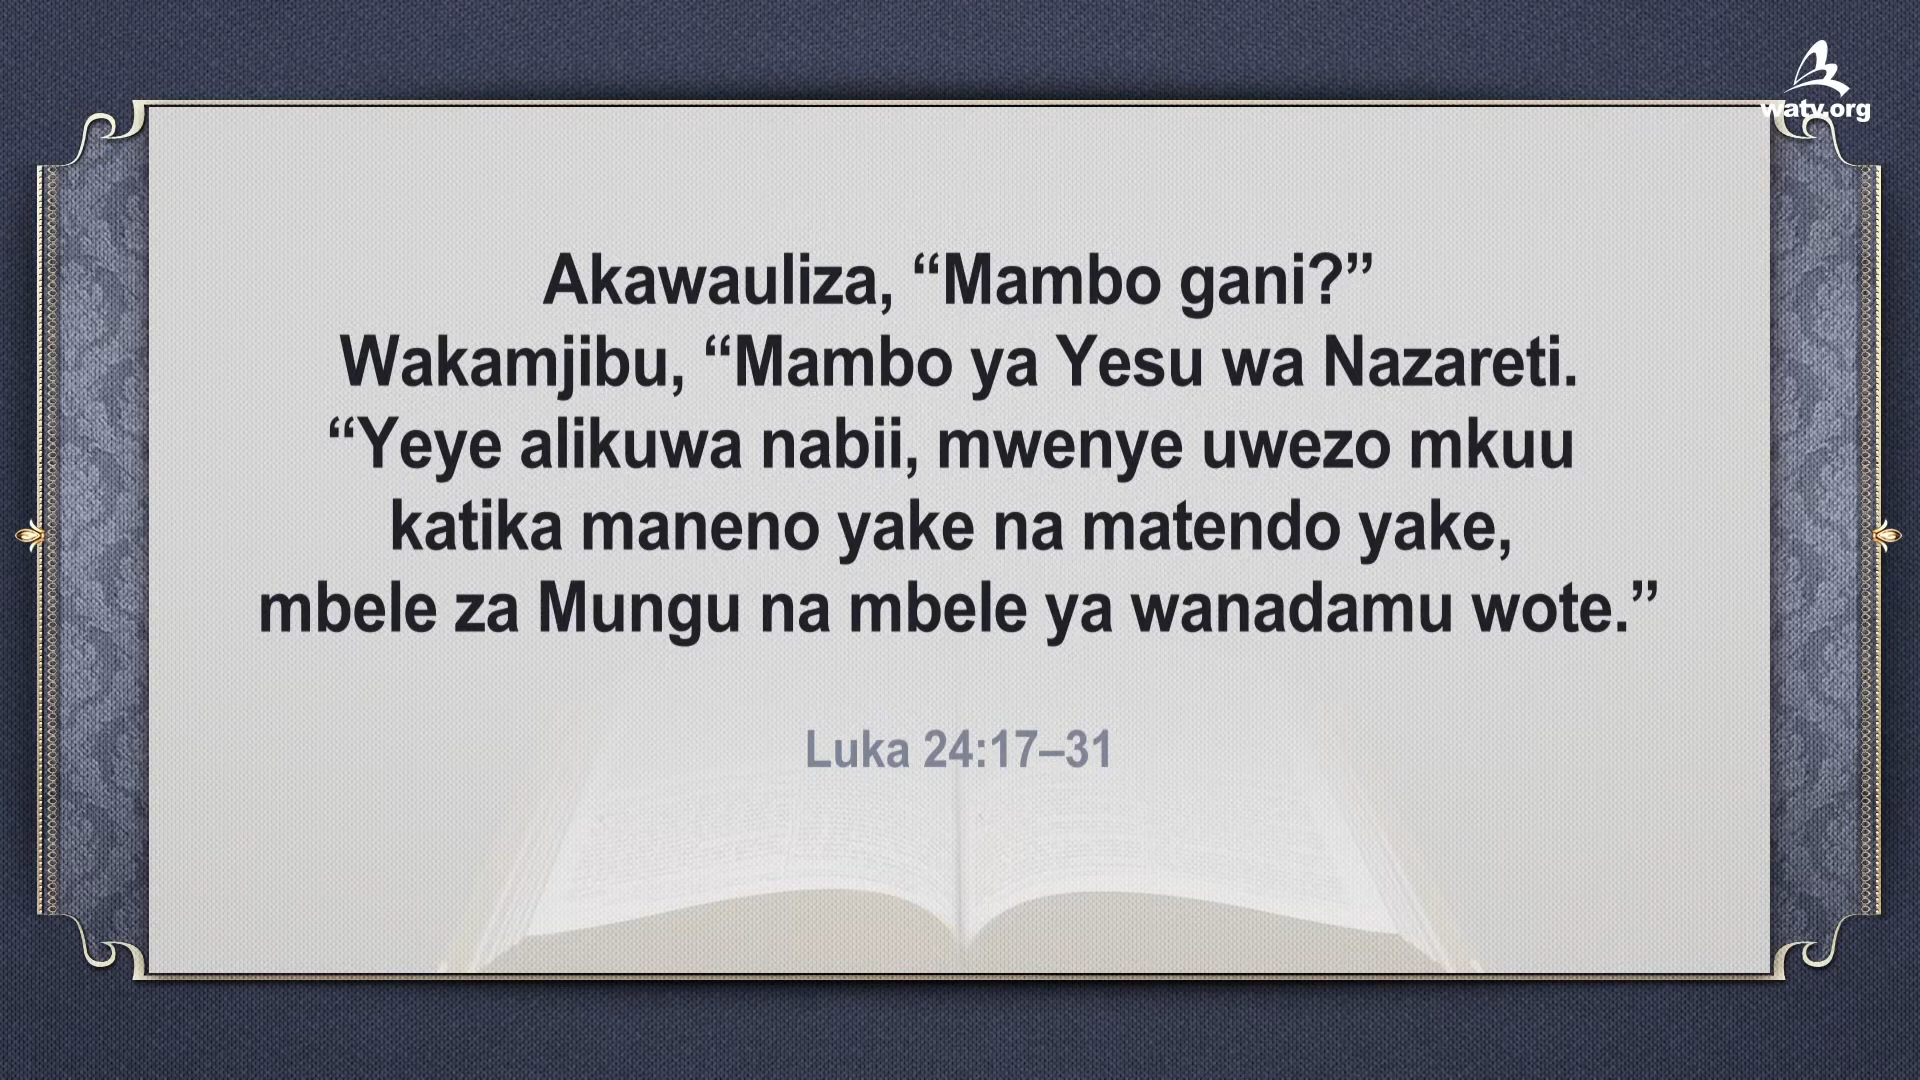 watv.org
Akawauliza, “Mambo gani?”
Wakamjibu, “Mambo ya Yesu wa Nazareti.
“Yeye alikuwa nabii, mwenye uwezo mkuu
katika maneno yake na matendo yake,
mbele za Mungu na mbele ya wanadamu wote.”
Luka 24:17–31